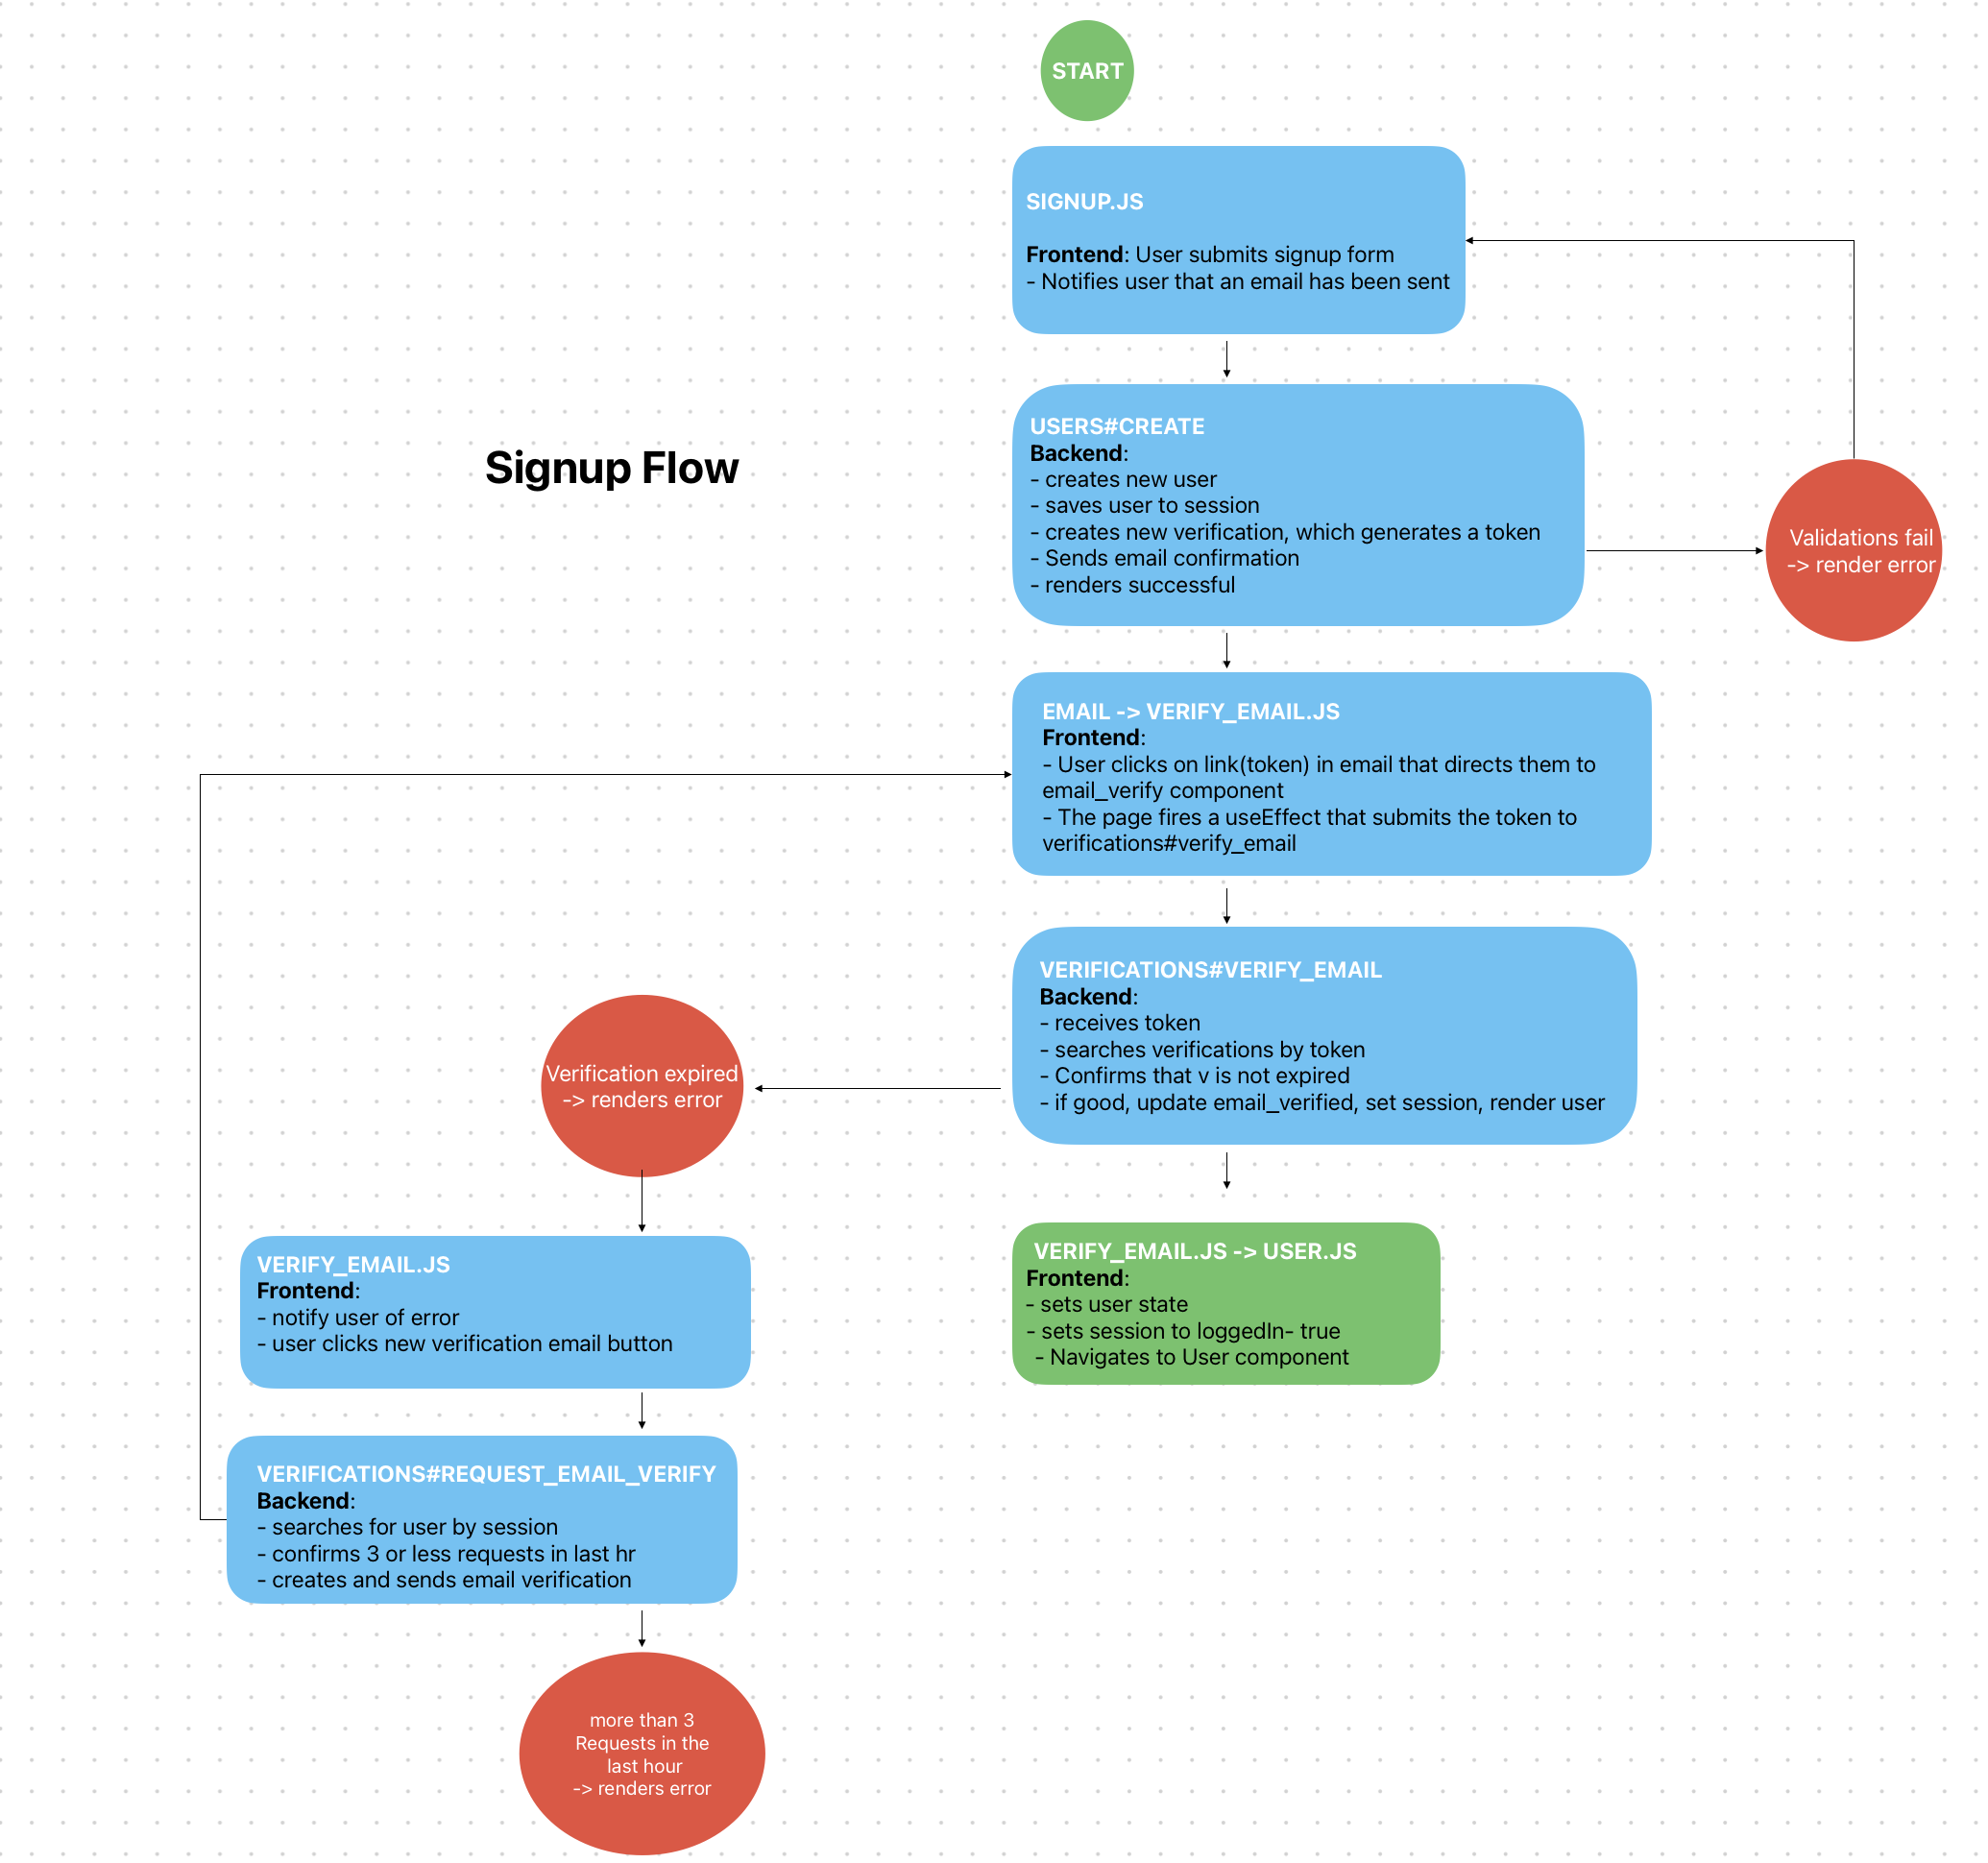 START
SIGNUP.JS
Frontend: User submits signup form
- Notifies user that an email has been sent
Signup Flow
USERS#CREATE
Backend:
- creates new user
- saves user to session
- creates new verification, which generates a token
- Sends email confirmation
- renders successful
Validations fail
-> render error
EMAIL -> VERIFY_EMAIL.JS
Frontend:
- User clicks on link(token) in email that directs them to
email_verify component
- The page fires a useEffect that submits the token to
verifications#verify_email
VERIFICATIONS#VERIFY_EMAIL
Backend:
- receives token
- searches verifications by token
- Confirms that v is not expired
- if good, update email_verified, set session, render user
Verification expired
-> renders error
VERIFY_EMAIL.JS -> USER.JS
Frontend:
- sets user state
- sets session to loggedIn- true
- Navigates to User component
VERIFY_EMAIL.JS
Frontend:
- notify user of error
- user clicks new verification email button
VERIFICATIONS#REQUEST_EMAIL_VERIFY
Backend:
- searches for user by session
- confirms 3 or less requests in last hr
- creates and sends email verification
more than 3
Requests in the
last hour
-> renders error